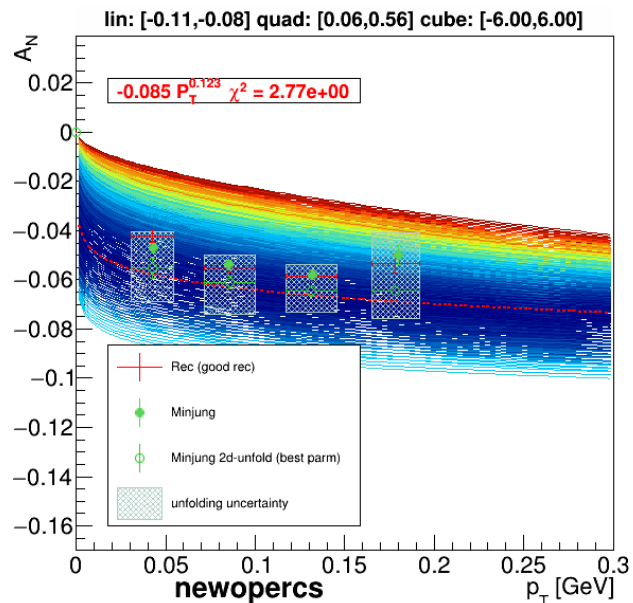 lin: [-0.11,-0.08] quad: [0.06,0.56] cube: [-6.00,6.00]
A_N
-0.085 P_T^0.123 χ² = 2.77e+00
0.02
0
−0.02
−0.04
−0.06
−0.08
−0.1
−0.12
−0.14
−0.16
Rec (good rec)
Minjung
Minjung 2d-unfold (best parm)
unfolding uncertainty
0 0.05 0.1 0.15 0.2 0.25 0.3
newopercs
p_T [GeV]